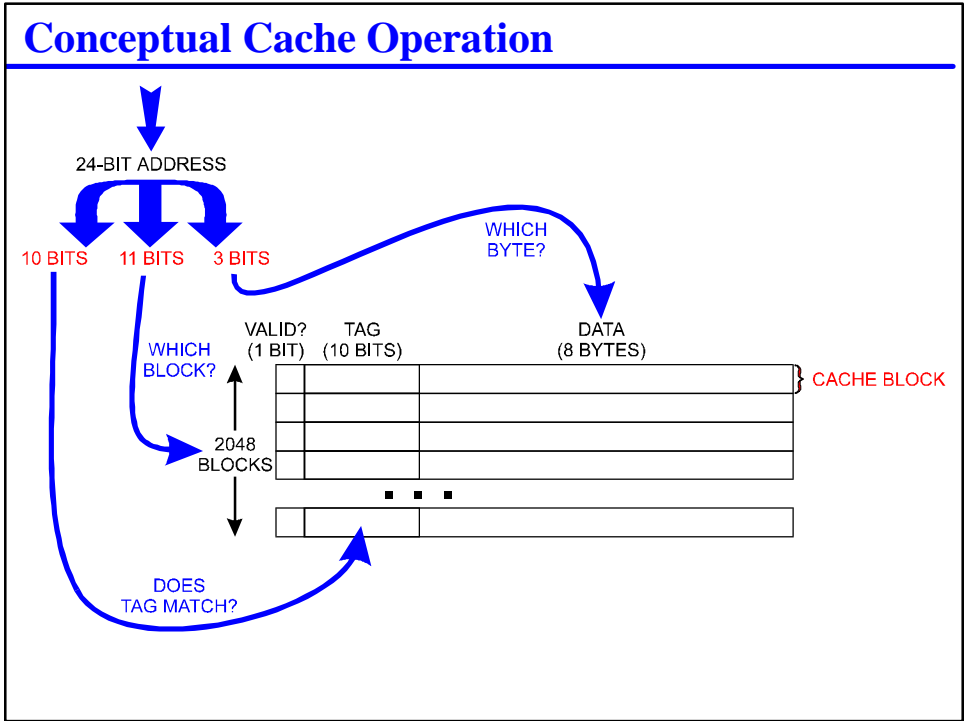 Conceptual Cache Operation
24-BIT ADDRESS
10 BITS
11 BITS
3 BITS
WHICH
BYTE?
WHICH
BLOCK?
VALID?
(1 BIT)
TAG
(10 BITS)
DATA
(8 BYTES)
CACHE BLOCK
2048
BLOCKS
DOES
TAG MATCH?